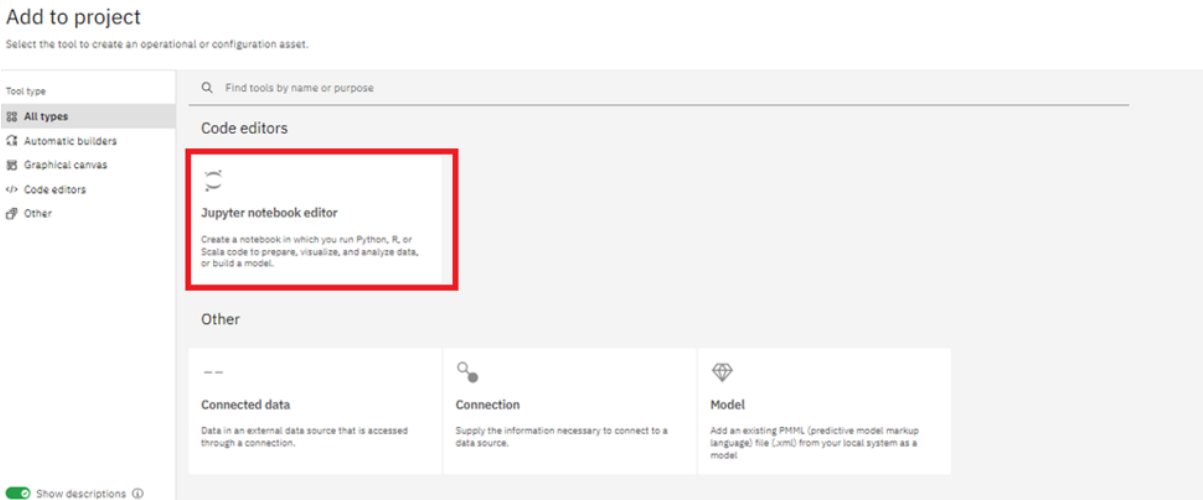 Add to project
Select the tool to create an operational or configuration asset.
Tool type
All types
Automatic builders
Graphical canvas
Code editors
Other
Find tools by name or purpose
Code editors
Jupyter notebook editor
Create a notebook in which you run Python, R, or
Scala code to prepare, visualize, and analyze data,
or build a model.
Other
Connected data
Data in an external data source that is accessed
through a connection.
Connection
Supply the information necessary to connect to a
data source.
Model
Add an existing PMML (predictive model markup
language) file (.xml) from your local system as a
model
Show descriptions